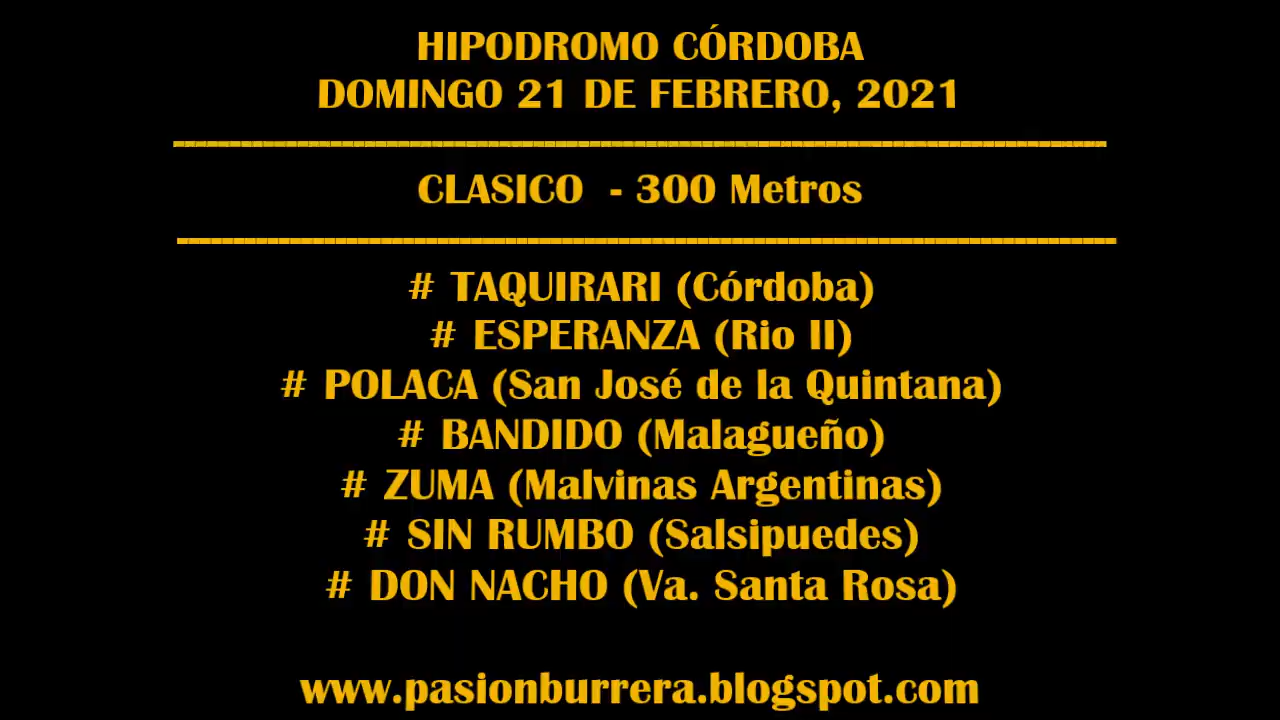 HIPODROMO CÓRDOBA
DOMINGO 21 DE FEBRERO, 2021
CLASICO - 300 Metros
# TAQUIRARI (Córdoba)
# ESPERANZA (Rio II)
# POLACA (San José de la Quintana)
# BANDIDO (Malagueño)
# ZUMA (Malvinas Argentinas)
# SIN RUMBO (Salsipuedes)
# DON NACHO (Va. Santa Rosa)
www.pasionburrera.blogspot.com